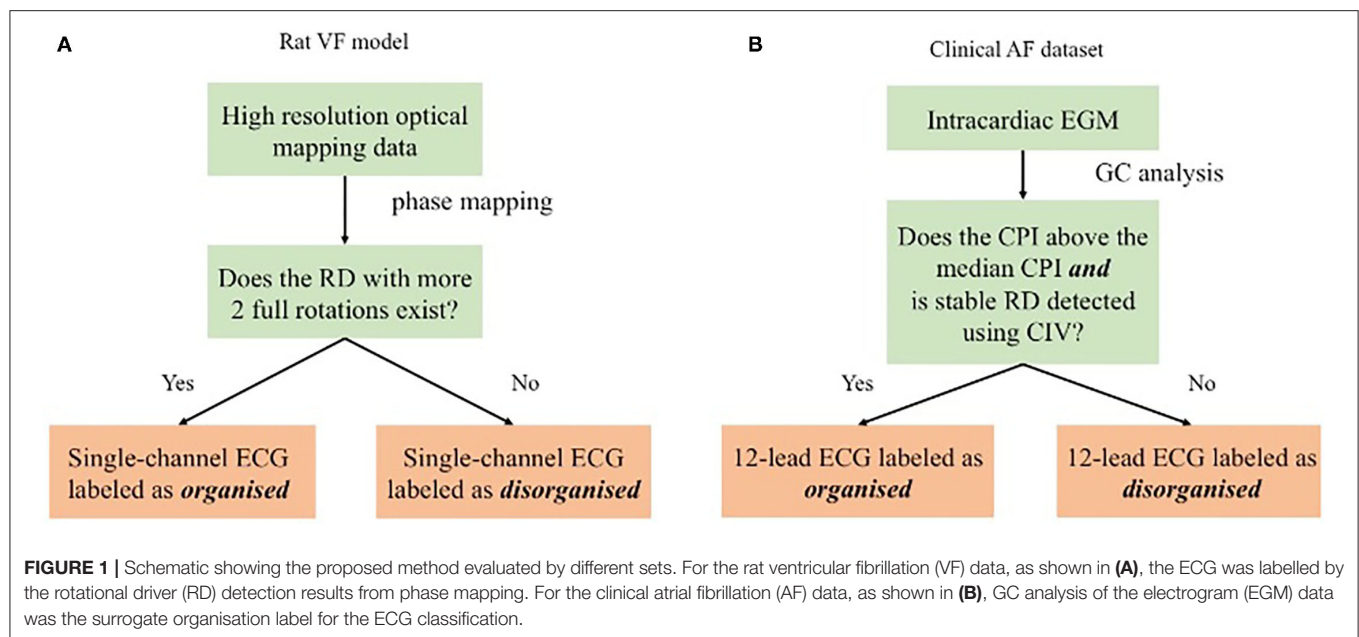 A
Rat VF model
High resolution optical
mapping data
phase mapping
Does the RD with more
2 full rotations exist?
Yes
No
Single-channel ECG
labeled as organised
Single-channel ECG
labeled as disorganised
B
Clinical AF dataset
Intracardiac EGM
GC analysis
Does the CPI above the
median CPI and
is stable RD detected
using CIV?
Yes
No
12-lead ECG labeled as
organised
12-lead ECG labeled as
disorganised
FIGURE 1 | Schematic showing the proposed method evaluated by different sets. For the rat ventricular fibrillation (VF) data, as shown in (A), the ECG was labelled by
the rotational driver (RD) detection results from phase mapping. For the clinical atrial fibrillation (AF) data, as shown in (B), GC analysis of the electrogram (EGM) data
was the surrogate organisation label for the ECG classification.